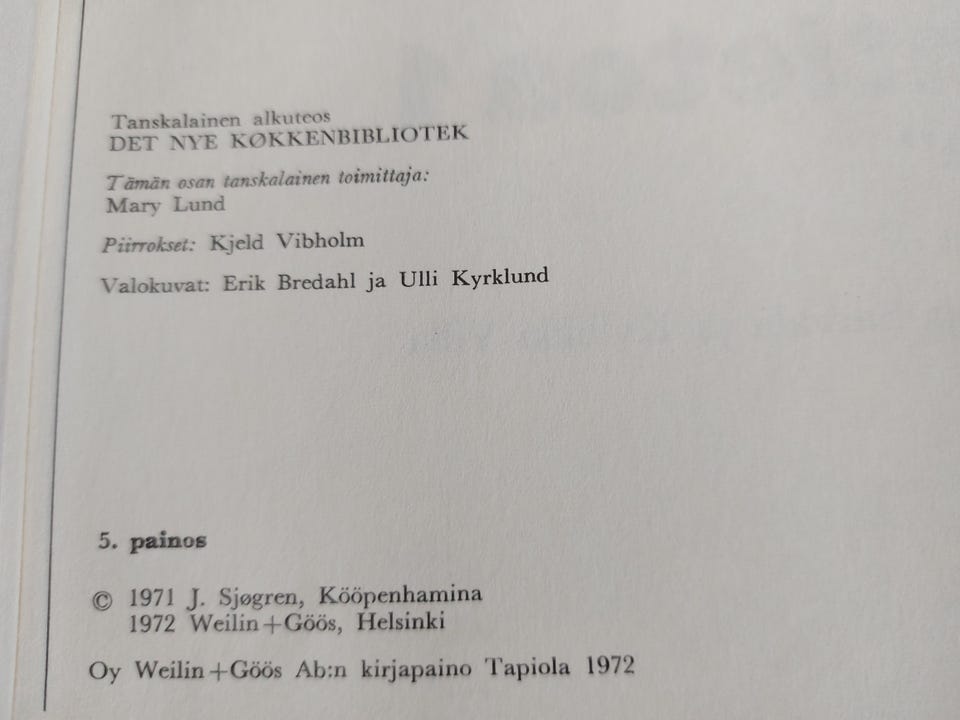 Tanskalainen alkuteos
DET NYE KØKKENBIBLIOTEK
Tämän osan tanskalainen toimittaja:
Mary Lund
Piirrokset: Kjeld Vibholm
Valokuvat: Erik Bredahl ja Ulli Kyrklund
5. painos
© 1971 J. Sjøgren, Kööpenhamina
1972 Weilin+Göös, Helsinki
Oy Weilin+Göös Ab:n kirjapaino Tapiola 1972